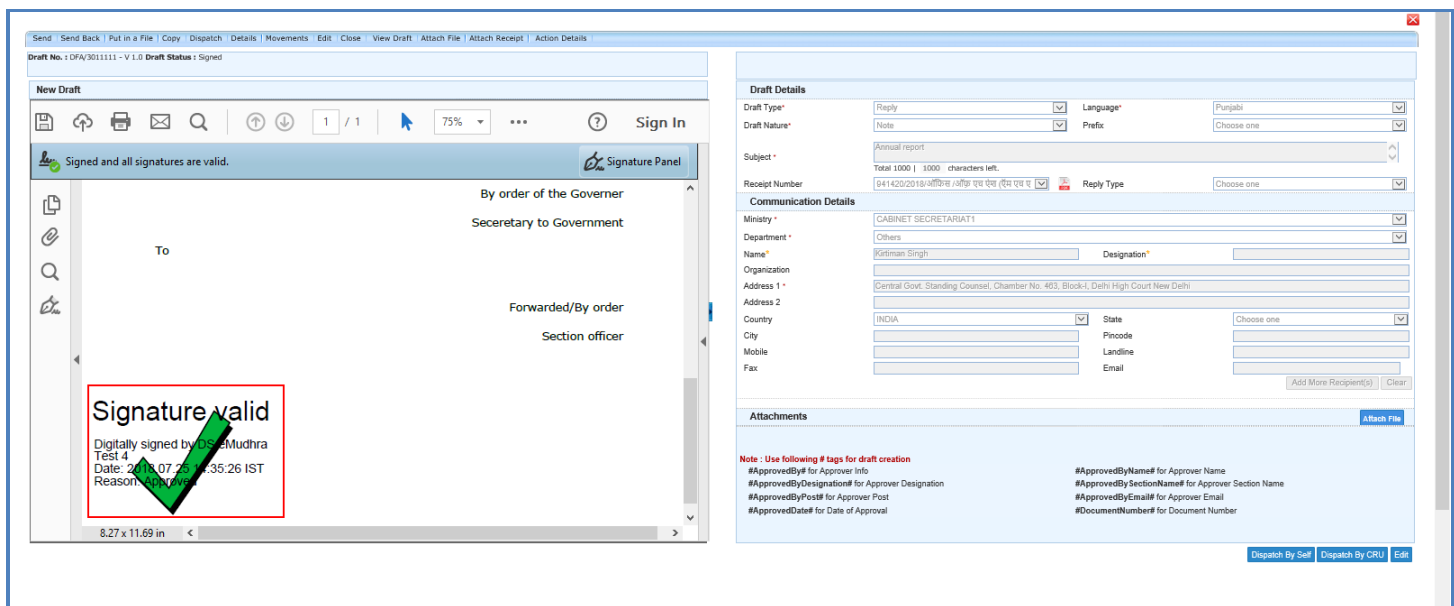 Send Send Back Put in a File Copy Dispatch Details Movements Edit Close View Draft Attach File Attach Receipt Action Details
Draft No. : DFA/3011111 - V 1.0 Draft Status : Signed
New Draft
1 / 1 75% Sign In
Signed and all signatures are valid. Signature Panel
By order of the Governer
Seceretary to Government
To
Forwarded/By order
Section officer
Signature valid
Digitally signed by DS eMudhra
Test 4
Date: 2018.07.25 14:35:26 IST
Reason: Approved
8.27 x 11.69 in
Draft Details
Draft Type* Reply Language* Punjabi
Draft Nature* Note Prefix Choose one
Subject * Annual report
Total 1000 | 1000 characters left.
Receipt Number 941420/2018/ऑफिस /ऑफ़ Reply Type Choose one
Communication Details
Ministry * CABINET SECRETARIAT1
Department * Others
Name* Kirtiman Singh Designation*
Organization
Address 1 * Central Govt. Standing Counsel, Chamber No. 463, Block-I, Delhi High Court New Delhi
Address 2
Country INDIA State Choose one
City Pincode
Mobile Landline
Fax Email
Add More Recipient(s) Clear
Attachments Attach File
Note : Use following # tags for draft creation
#ApprovedBy# for Approver Info #ApprovedByName# for Approver Name
#ApprovedByDesignation# for Approver Designation #ApprovedBySectionName# for Approver Section Name
#ApprovedByPost# for Approver Post #ApprovedByEmail# for Approver Email
#ApprovedDate# for Date of Approval #DocumentNumber# for Document Number
Dispatch By Self Dispatch By CRU Edit